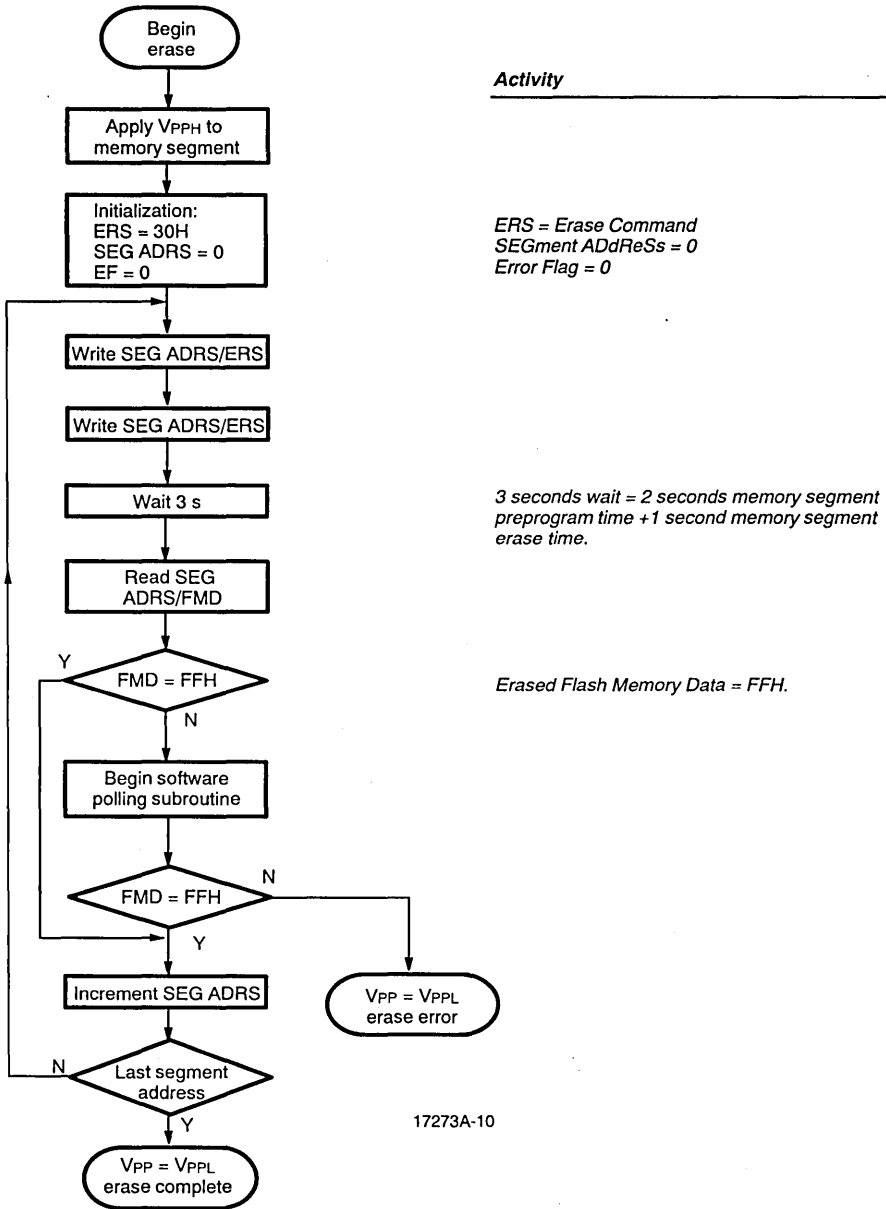 Begin
erase
Activity
Apply VPPH to
memory segment
Initialization:
ERS = 30H
SEG ADRS = 0
EF = 0
ERS = Erase Command
SEGment ADdReSs = 0
Error Flag = 0
Write SEG ADRS/ERS
Write SEG ADRS/ERS
Wait 3 s
3 seconds wait = 2 seconds memory segment
preprogram time +1 second memory segment
erase time.
Read SEG
ADRS/FMD
Y
FMD = FFH
Erased Flash Memory Data = FFH.
N
Begin software
polling subroutine
FMD = FFH
N
Y
Increment SEG ADRS
VPP = VPPL
erase error
N
Last segment
address
Y
17273A-10
VPP = VPPL
erase complete